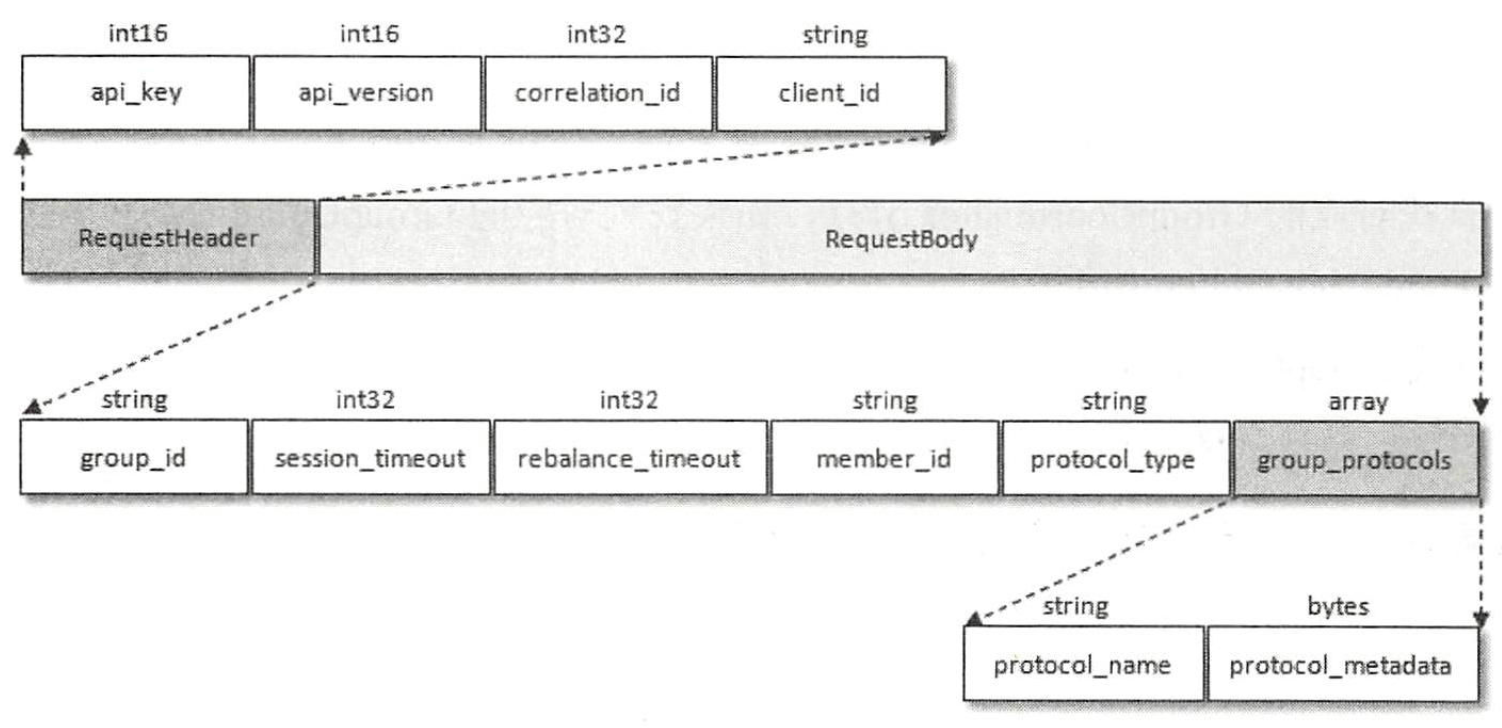 int16 int16 int32 string
api_key api_version correlation_id client_id
RequestHeader RequestBody
string int32 int32 string string array
group_id session_timeout rebalance_timeout member_id protocol_type group_protocols
string bytes
protocol_name protocol_metadata